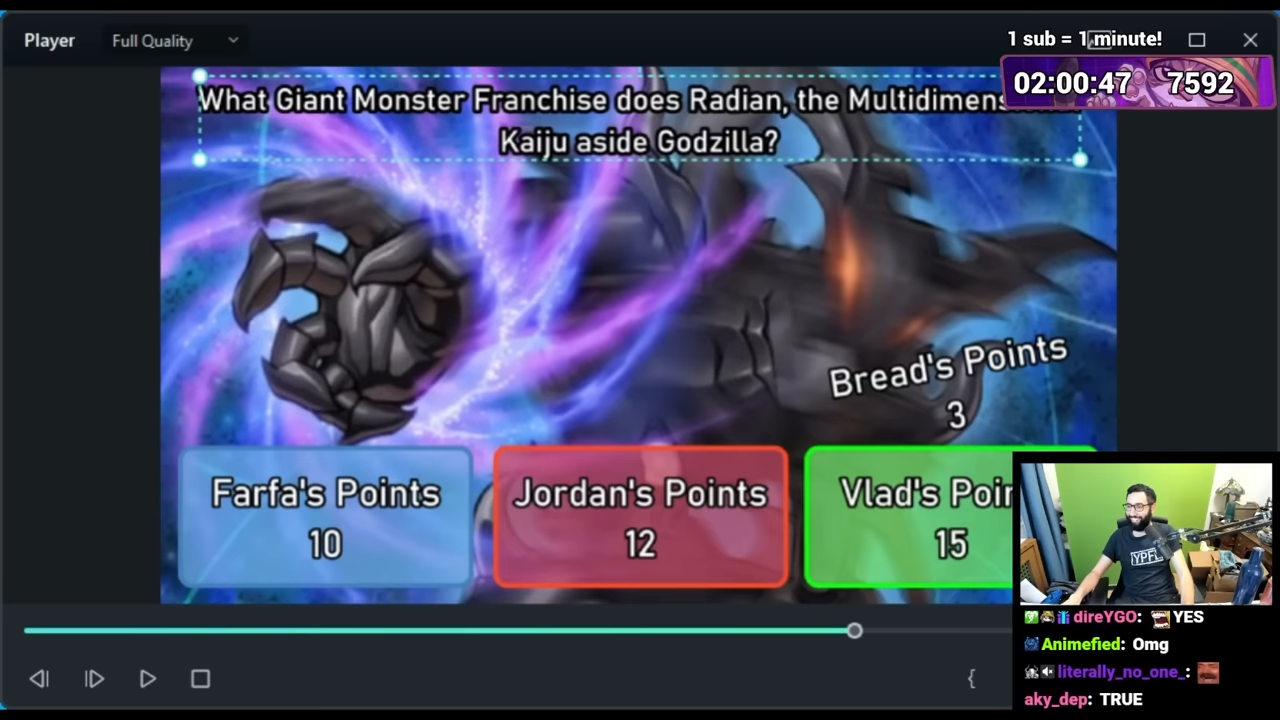 Player
Full Quality
1 sub = 1 minute!
02:00:47 7592
What Giant Monster Franchise does Radian, the Multidimens
Kaiju aside Godzilla?
Bread's Points
3
Farfa's Points
10
Jordan's Points
12
Vlad's Poin
15
YPF
direYGO: YES
Animefied: Omg
literally_no_one_:
aky_dep: TRUE